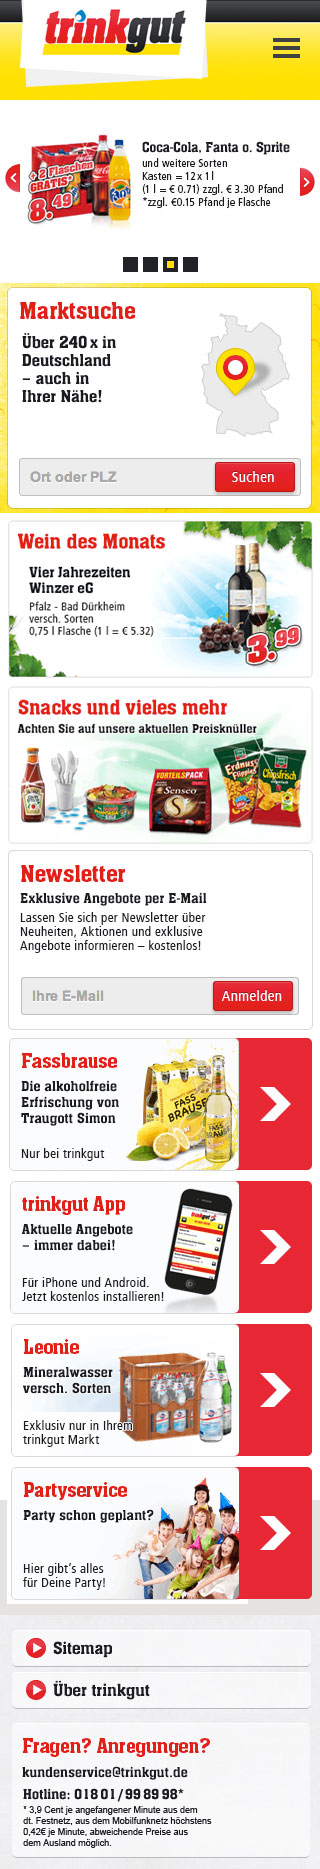 trinkgut
Coca-Cola, Fanta o. Sprite
und weitere Sorten
Kasten = 12 x 1 l
(1 l = € 0.71) zzgl. € 3.30 Pfand
*zzgl. €0.15 Pfand je Flasche
+ 2 Flaschen
GRATIS*
8.49
Fanta
Marktsuche
Über 240 x in
Deutschland
– auch in
Ihrer Nähe!
Ort oder PLZ
Suchen
Wein des Monats
Vier Jahrezeiten
Winzer eG
Pfalz - Bad Dürkheim
versch. Sorten
0,75 l Flasche (1 l = € 5.32)
3.99
Snacks und vieles mehr
Achten Sie auf unsere aktuellen Preisknüller
VORTEILSPACK
Senseo
Erdnuss
Flippies
Chipsfrisch
Newsletter
Exklusive Angebote per E-Mail
Lassen Sie sich per Newsletter über
Neuheiten, Aktionen und exklusive
Angebote informieren – kostenlos!
Ihre E-Mail
Anmelden
Fassbrause
Die alkoholfreie
Erfrischung von
Traugott Simon
Nur bei trinkgut
FASS
BRAUSE
trinkgut App
Aktuelle Angebote
– immer dabei!
Für iPhone und Android.
Jetzt kostenlos installieren!
trinkgut
Leonie
Mineralwasser
versch. Sorten
Exklusiv nur in Ihrem
trinkgut Markt
Partyservice
Party schon geplant?
Hier gibt's alles
für Deine Party!
Sitemap
Über trinkgut
Fragen? Anregungen?
kundenservice@trinkgut.de
Hotline: 018 01 / 99 89 98*
* 3,9 Cent je angefangener Minute aus dem
dt. Festnetz, aus dem Mobilfunknetz höchstens
0,42€ je Minute, abweichende Preise aus
dem Ausland möglich.